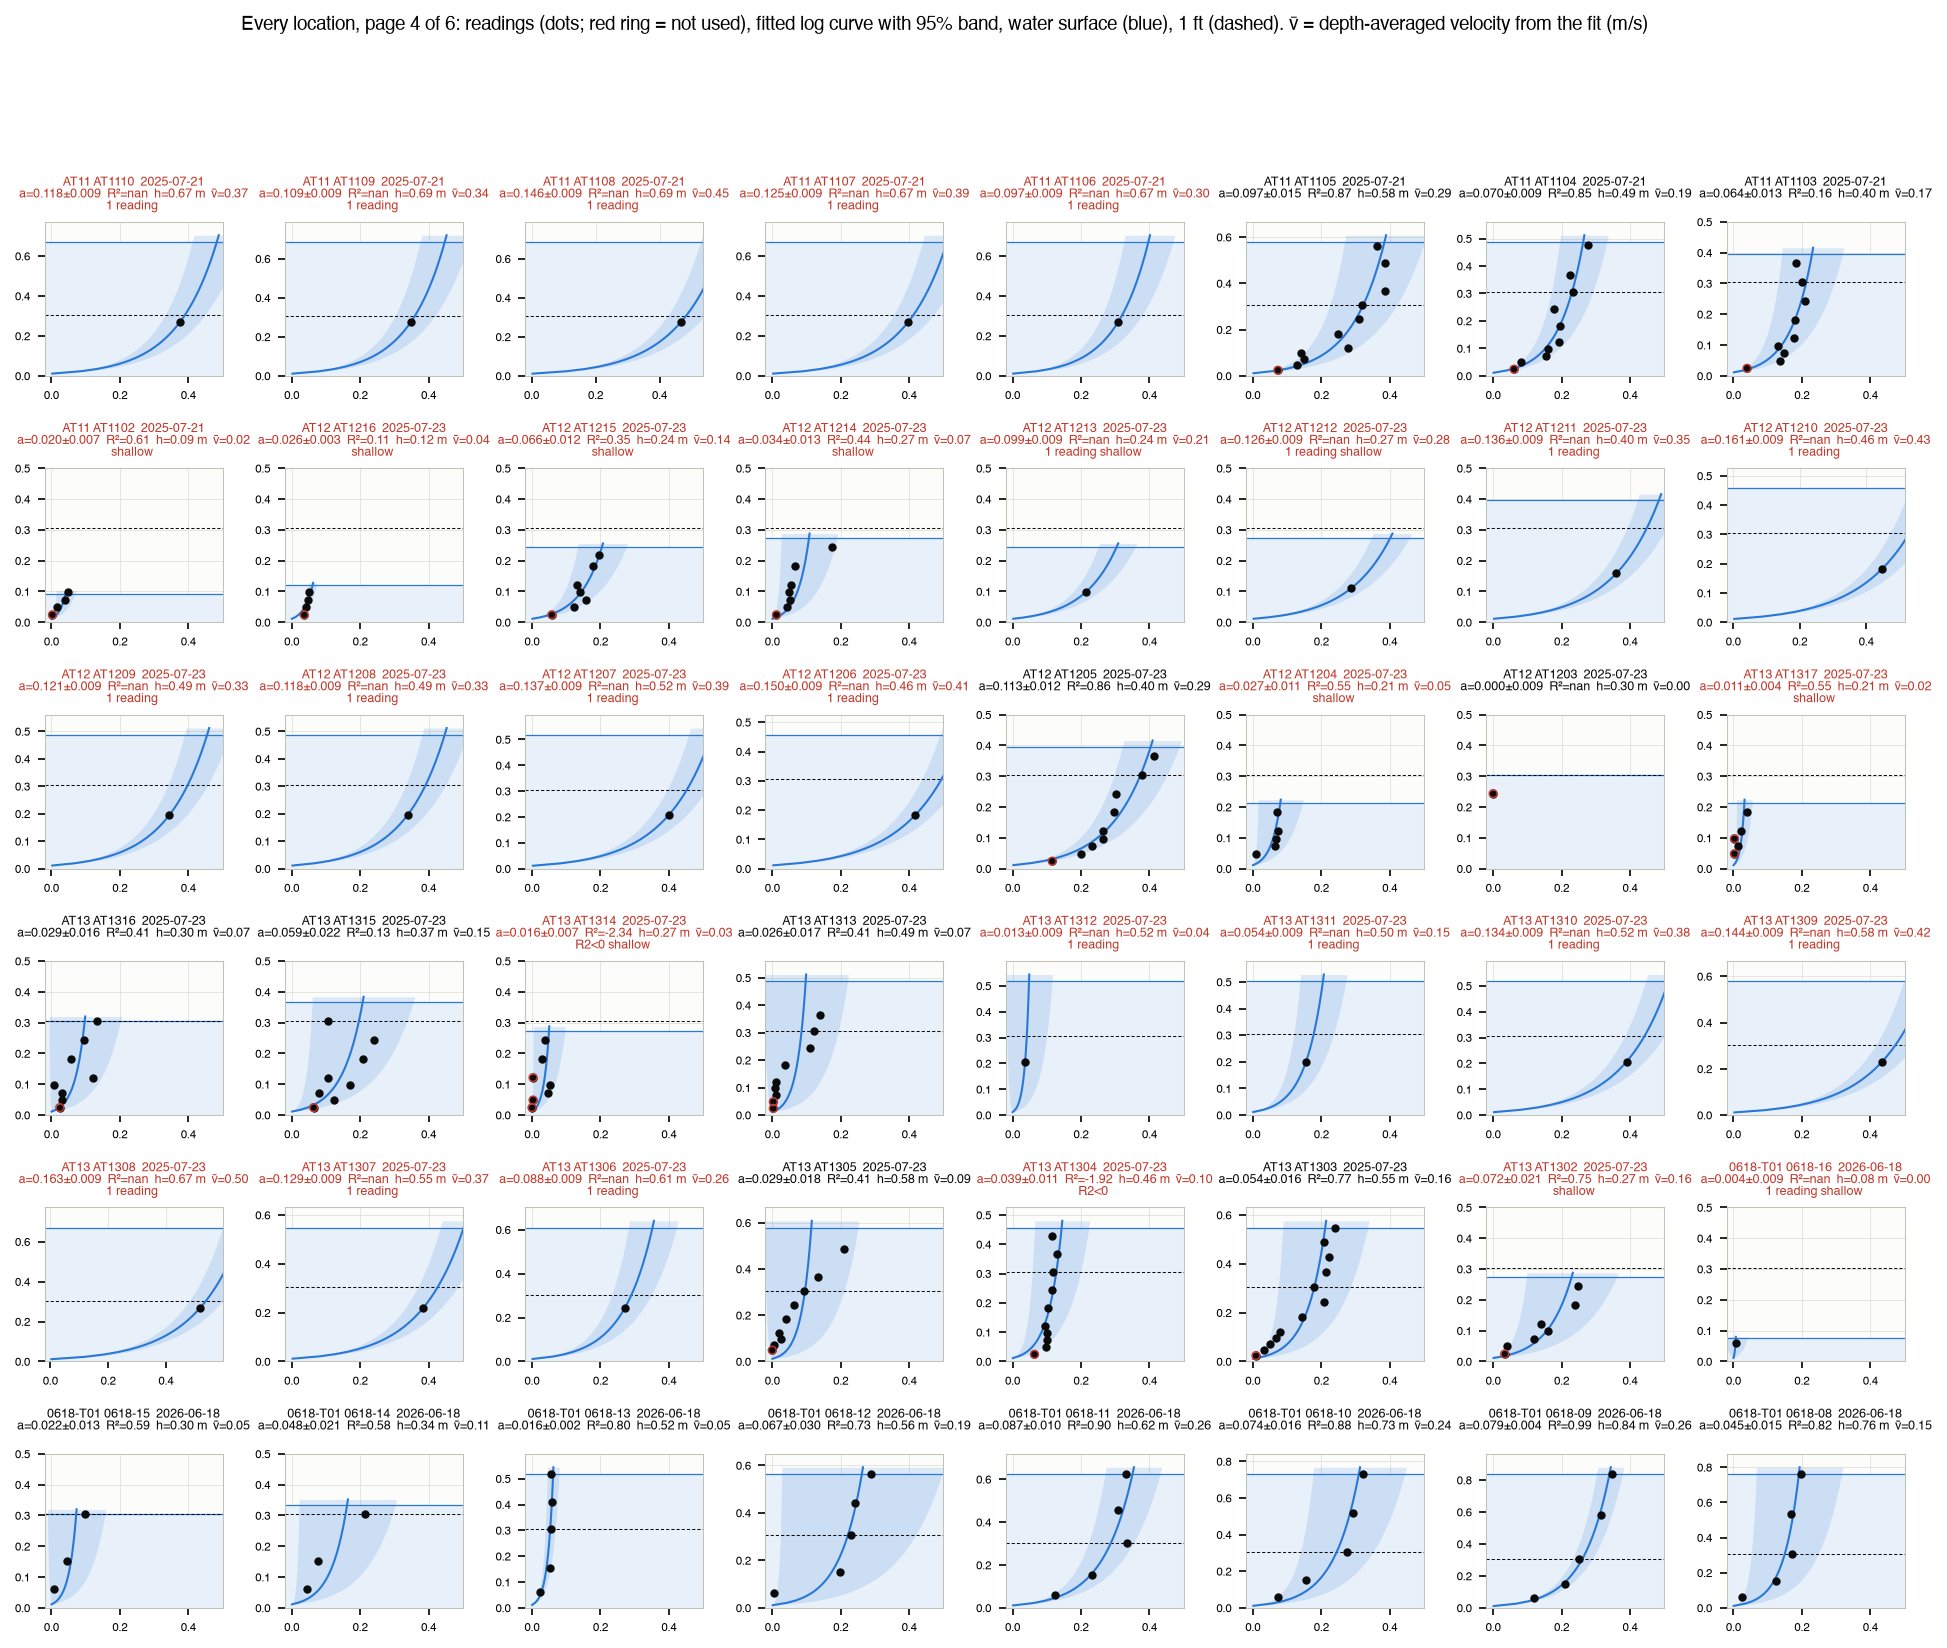 Every location, page 4 of 6: readings (dots; red ring = not used), fitted log curve with 95% band, water surface (blue), 1 ft (dashed). v̄ = depth-averaged velocity from the fit (m/s)
AT11 AT1110 2025-07-21
a=0.118±0.009 R²=nan h=0.67 m v̄=0.37
1 reading
AT11 AT1109 2025-07-21
a=0.109±0.009 R²=nan h=0.69 m v̄=0.34
1 reading
AT11 AT1108 2025-07-21
a=0.146±0.009 R²=nan h=0.69 m v̄=0.45
1 reading
AT11 AT1107 2025-07-21
a=0.125±0.009 R²=nan h=0.67 m v̄=0.39
1 reading
AT11 AT1106 2025-07-21
a=0.097±0.009 R²=nan h=0.67 m v̄=0.30
1 reading
AT11 AT1105 2025-07-21
a=0.097±0.015 R²=0.87 h=0.58 m v̄=0.29
AT11 AT1104 2025-07-21
a=0.070±0.009 R²=0.85 h=0.49 m v̄=0.19
AT11 AT1103 2025-07-21
a=0.064±0.013 R²=0.16 h=0.40 m v̄=0.17
AT11 AT1102 2025-07-21
a=0.020±0.007 R²=0.61 h=0.09 m v̄=0.02
shallow
AT12 AT1216 2025-07-23
a=0.026±0.003 R²=0.11 h=0.12 m v̄=0.04
shallow
AT12 AT1215 2025-07-23
a=0.066±0.012 R²=0.35 h=0.24 m v̄=0.14
shallow
AT12 AT1214 2025-07-23
a=0.034±0.013 R²=0.44 h=0.27 m v̄=0.07
shallow
AT12 AT1213 2025-07-23
a=0.099±0.009 R²=nan h=0.24 m v̄=0.21
1 reading shallow
AT12 AT1212 2025-07-23
a=0.126±0.009 R²=nan h=0.27 m v̄=0.28
1 reading shallow
AT12 AT1211 2025-07-23
a=0.136±0.009 R²=nan h=0.40 m v̄=0.35
1 reading
AT12 AT1210 2025-07-23
a=0.161±0.009 R²=nan h=0.46 m v̄=0.43
1 reading
AT12 AT1209 2025-07-23
a=0.121±0.009 R²=nan h=0.49 m v̄=0.33
1 reading
AT12 AT1208 2025-07-23
a=0.118±0.009 R²=nan h=0.49 m v̄=0.33
1 reading
AT12 AT1207 2025-07-23
a=0.137±0.009 R²=nan h=0.52 m v̄=0.39
1 reading
AT12 AT1206 2025-07-23
a=0.150±0.009 R²=nan h=0.46 m v̄=0.41
1 reading
AT12 AT1205 2025-07-23
a=0.113±0.012 R²=0.86 h=0.40 m v̄=0.29
AT12 AT1204 2025-07-23
a=0.027±0.011 R²=0.55 h=0.21 m v̄=0.05
shallow
AT12 AT1203 2025-07-23
a=0.000±0.009 R²=nan h=0.30 m v̄=0.00
AT13 AT1317 2025-07-23
a=0.011±0.004 R²=0.55 h=0.21 m v̄=0.02
shallow
AT13 AT1316 2025-07-23
a=0.029±0.016 R²=0.41 h=0.30 m v̄=0.07
AT13 AT1315 2025-07-23
a=0.059±0.022 R²=0.13 h=0.37 m v̄=0.15
AT13 AT1314 2025-07-23
a=0.016±0.007 R²=-2.34 h=0.27 m v̄=0.03
R2<0 shallow
AT13 AT1313 2025-07-23
a=0.026±0.017 R²=0.41 h=0.49 m v̄=0.07
AT13 AT1312 2025-07-23
a=0.013±0.009 R²=nan h=0.52 m v̄=0.04
1 reading
AT13 AT1311 2025-07-23
a=0.054±0.009 R²=nan h=0.50 m v̄=0.15
1 reading
AT13 AT1310 2025-07-23
a=0.134±0.009 R²=nan h=0.52 m v̄=0.38
1 reading
AT13 AT1309 2025-07-23
a=0.144±0.009 R²=nan h=0.58 m v̄=0.42
1 reading
AT13 AT1308 2025-07-23
a=0.163±0.009 R²=nan h=0.67 m v̄=0.50
1 reading
AT13 AT1307 2025-07-23
a=0.129±0.009 R²=nan h=0.55 m v̄=0.37
1 reading
AT13 AT1306 2025-07-23
a=0.088±0.009 R²=nan h=0.61 m v̄=0.26
1 reading
AT13 AT1305 2025-07-23
a=0.029±0.018 R²=0.41 h=0.58 m v̄=0.09
AT13 AT1304 2025-07-23
a=0.039±0.011 R²=-1.92 h=0.46 m v̄=0.10
R2<0
AT13 AT1303 2025-07-23
a=0.054±0.016 R²=0.77 h=0.55 m v̄=0.16
AT13 AT1302 2025-07-23
a=0.072±0.021 R²=0.75 h=0.27 m v̄=0.16
shallow
0618-T01 0618-16 2026-06-18
a=0.004±0.009 R²=nan h=0.08 m v̄=0.00
1 reading shallow
0618-T01 0618-15 2026-06-18
a=0.022±0.013 R²=0.59 h=0.30 m v̄=0.05
0618-T01 0618-14 2026-06-18
a=0.048±0.021 R²=0.58 h=0.34 m v̄=0.11
0618-T01 0618-13 2026-06-18
a=0.016±0.002 R²=0.80 h=0.52 m v̄=0.05
0618-T01 0618-12 2026-06-18
a=0.067±0.030 R²=0.73 h=0.56 m v̄=0.19
0618-T01 0618-11 2026-06-18
a=0.087±0.010 R²=0.90 h=0.62 m v̄=0.26
0618-T01 0618-10 2026-06-18
a=0.074±0.016 R²=0.88 h=0.73 m v̄=0.24
0618-T01 0618-09 2026-06-18
a=0.079±0.004 R²=0.99 h=0.84 m v̄=0.26
0618-T01 0618-08 2026-06-18
a=0.045±0.015 R²=0.82 h=0.76 m v̄=0.15